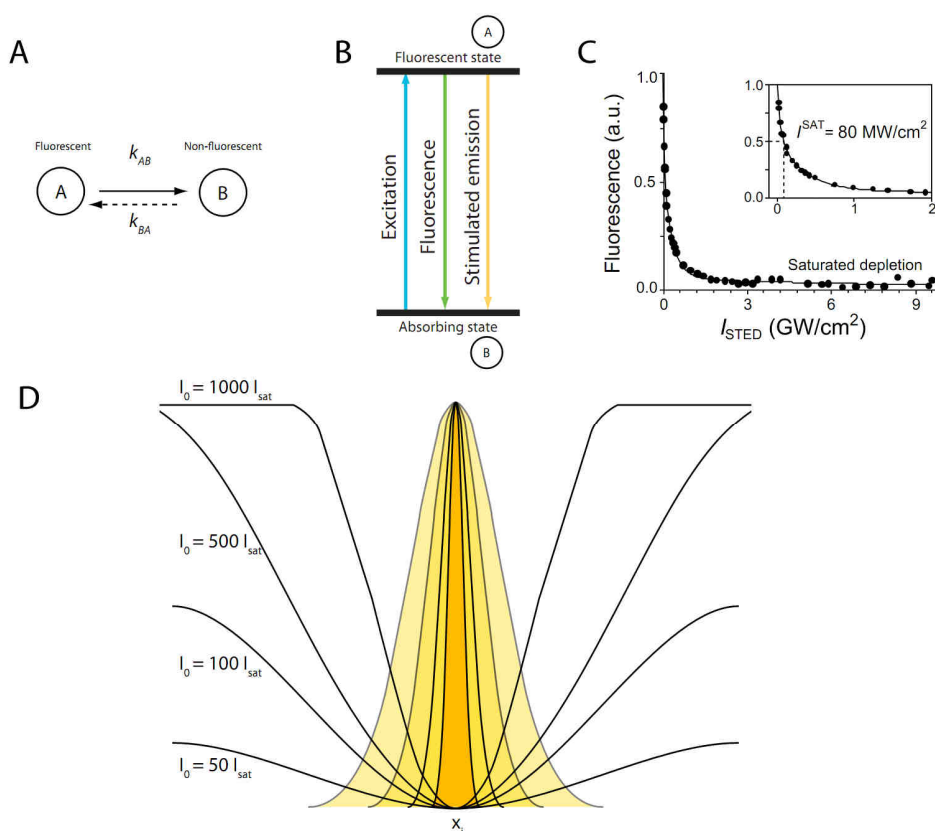 A
Fluorescent
Non-fluorescent
k_AB
A
B
k_BA
B
A
Fluorescent state
Excitation
Fluorescence
Stimulated emission
Absorbing state
B
C
Fluorescence (a.u.)
1.0
0.5
0.0
0
3
6
9
I_STED (GW/cm²)
Saturated depletion
1.0
0.5
0.0
0
1
2
I^SAT = 80 MW/cm²
D
I₀ = 1000 I_sat
I₀ = 500 I_sat
I₀ = 100 I_sat
I₀ = 50 I_sat
x